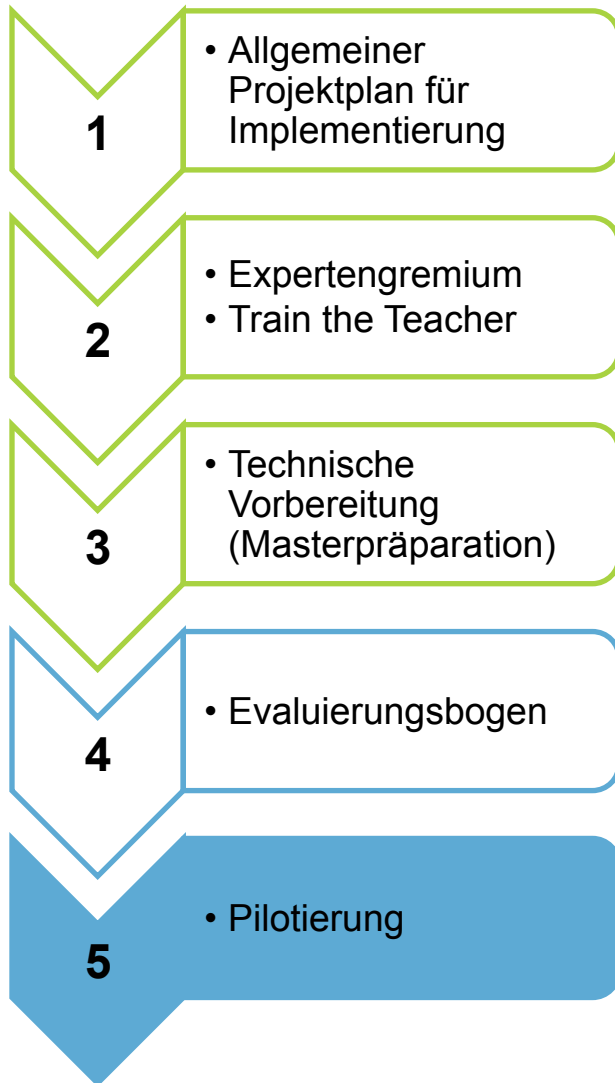 1
• Allgemeiner
Projektplan für
Implementierung
2
• Expertengremium
• Train the Teacher
3
• Technische
Vorbereitung
(Masterpräparation)
4
• Evaluierungsbogen
5
• Pilotierung